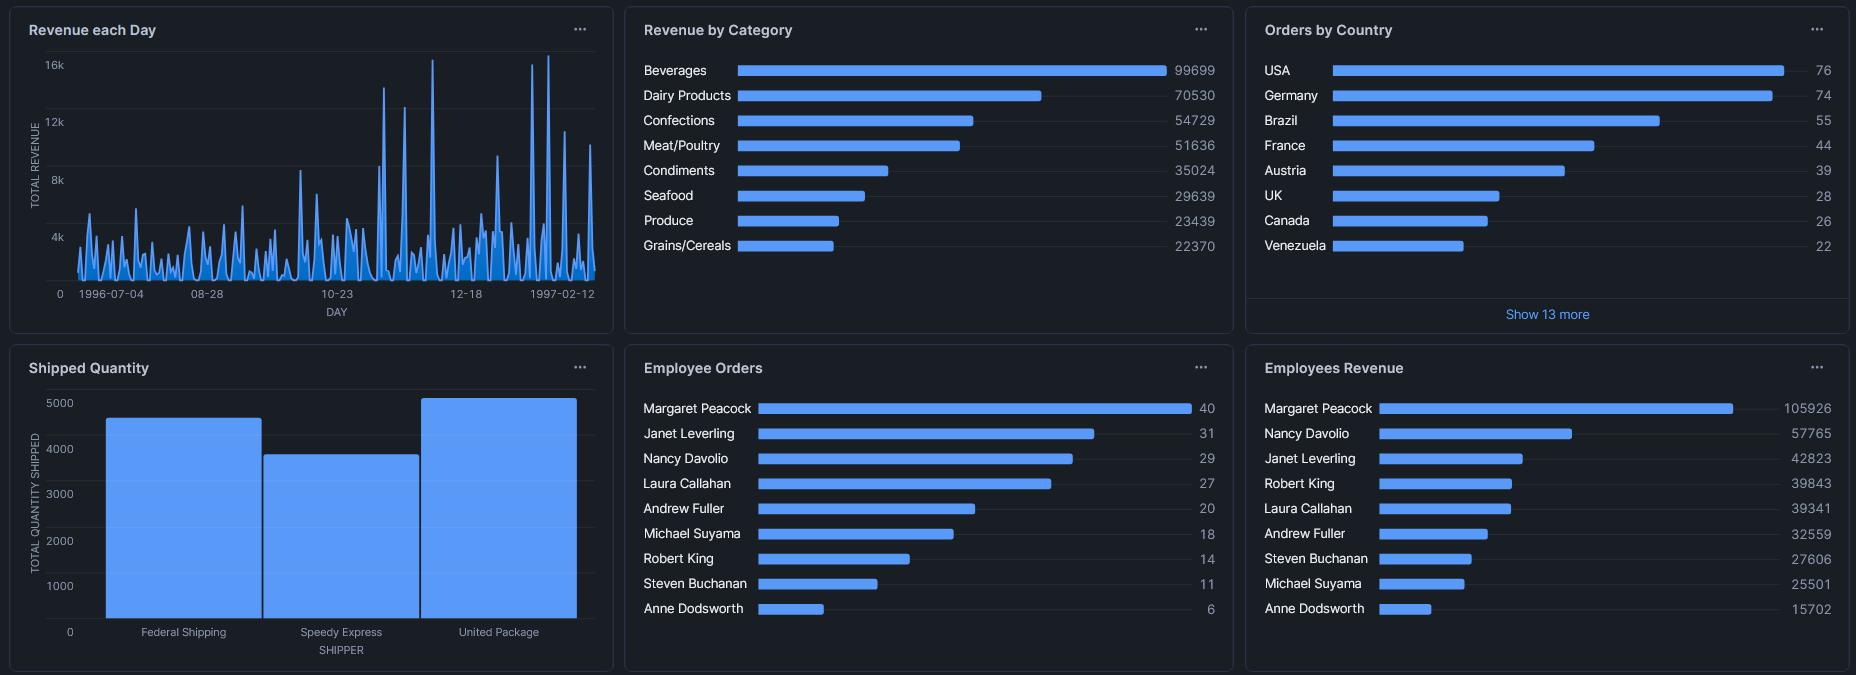 Revenue each Day
...
TOTAL REVENUE
16k
12k
8k
4k
0
1996-07-04 08-28 10-23 12-18 1997-02-12
DAY
Revenue by Category
...
Beverages 99699
Dairy Products 70530
Confections 54729
Meat/Poultry 51636
Condiments 35024
Seafood 29639
Produce 23439
Grains/Cereals 22370
Orders by Country
...
USA 76
Germany 74
Brazil 55
France 44
Austria 39
UK 28
Canada 26
Venezuela 22
Show 13 more
Shipped Quantity
...
TOTAL QUANTITY SHIPPED
5000
4000
3000
2000
1000
0
Federal Shipping Speedy Express United Package
SHIPPER
Employee Orders
...
Margaret Peacock 40
Janet Leverling 31
Nancy Davolio 29
Laura Callahan 27
Andrew Fuller 20
Michael Suyama 18
Robert King 14
Steven Buchanan 11
Anne Dodsworth 6
Employees Revenue
...
Margaret Peacock 105926
Nancy Davolio 57765
Janet Leverling 42823
Robert King 39843
Laura Callahan 39341
Andrew Fuller 32559
Steven Buchanan 27606
Michael Suyama 25501
Anne Dodsworth 15702